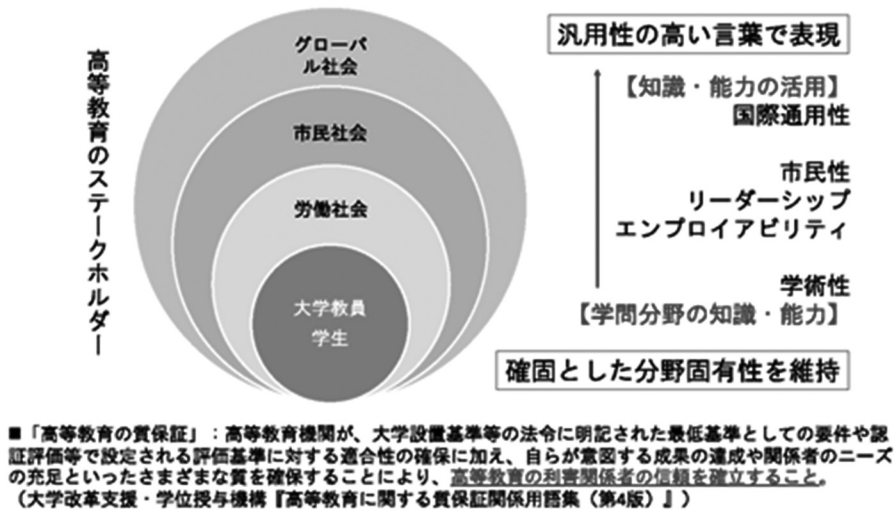 高等教育のステークホルダー
グローバ
ル社会
市民社会
労働社会
大学教員
学生
汎用性の高い言葉で表現
【知識・能力の活用】
国際通用性
市民性
リーダーシップ
エンプロイアビリティ
学術性
【学問分野の知識・能力】
確固とした分野固有性を維持
■「高等教育の質保証」：高等教育機関が、大学設置基準等の法令に明記された最低基準としての要件や認
証評価等で設定される評価基準に対する適合性の確保に加え、自らが意図する成果の達成や関係者のニーズ
の充足といったさまざまな質を確保することにより、高等教育の利害関係者の信頼を確立すること。
（大学改革支援・学位授与機構『高等教育に関する質保証関係用語集（第4版）』）